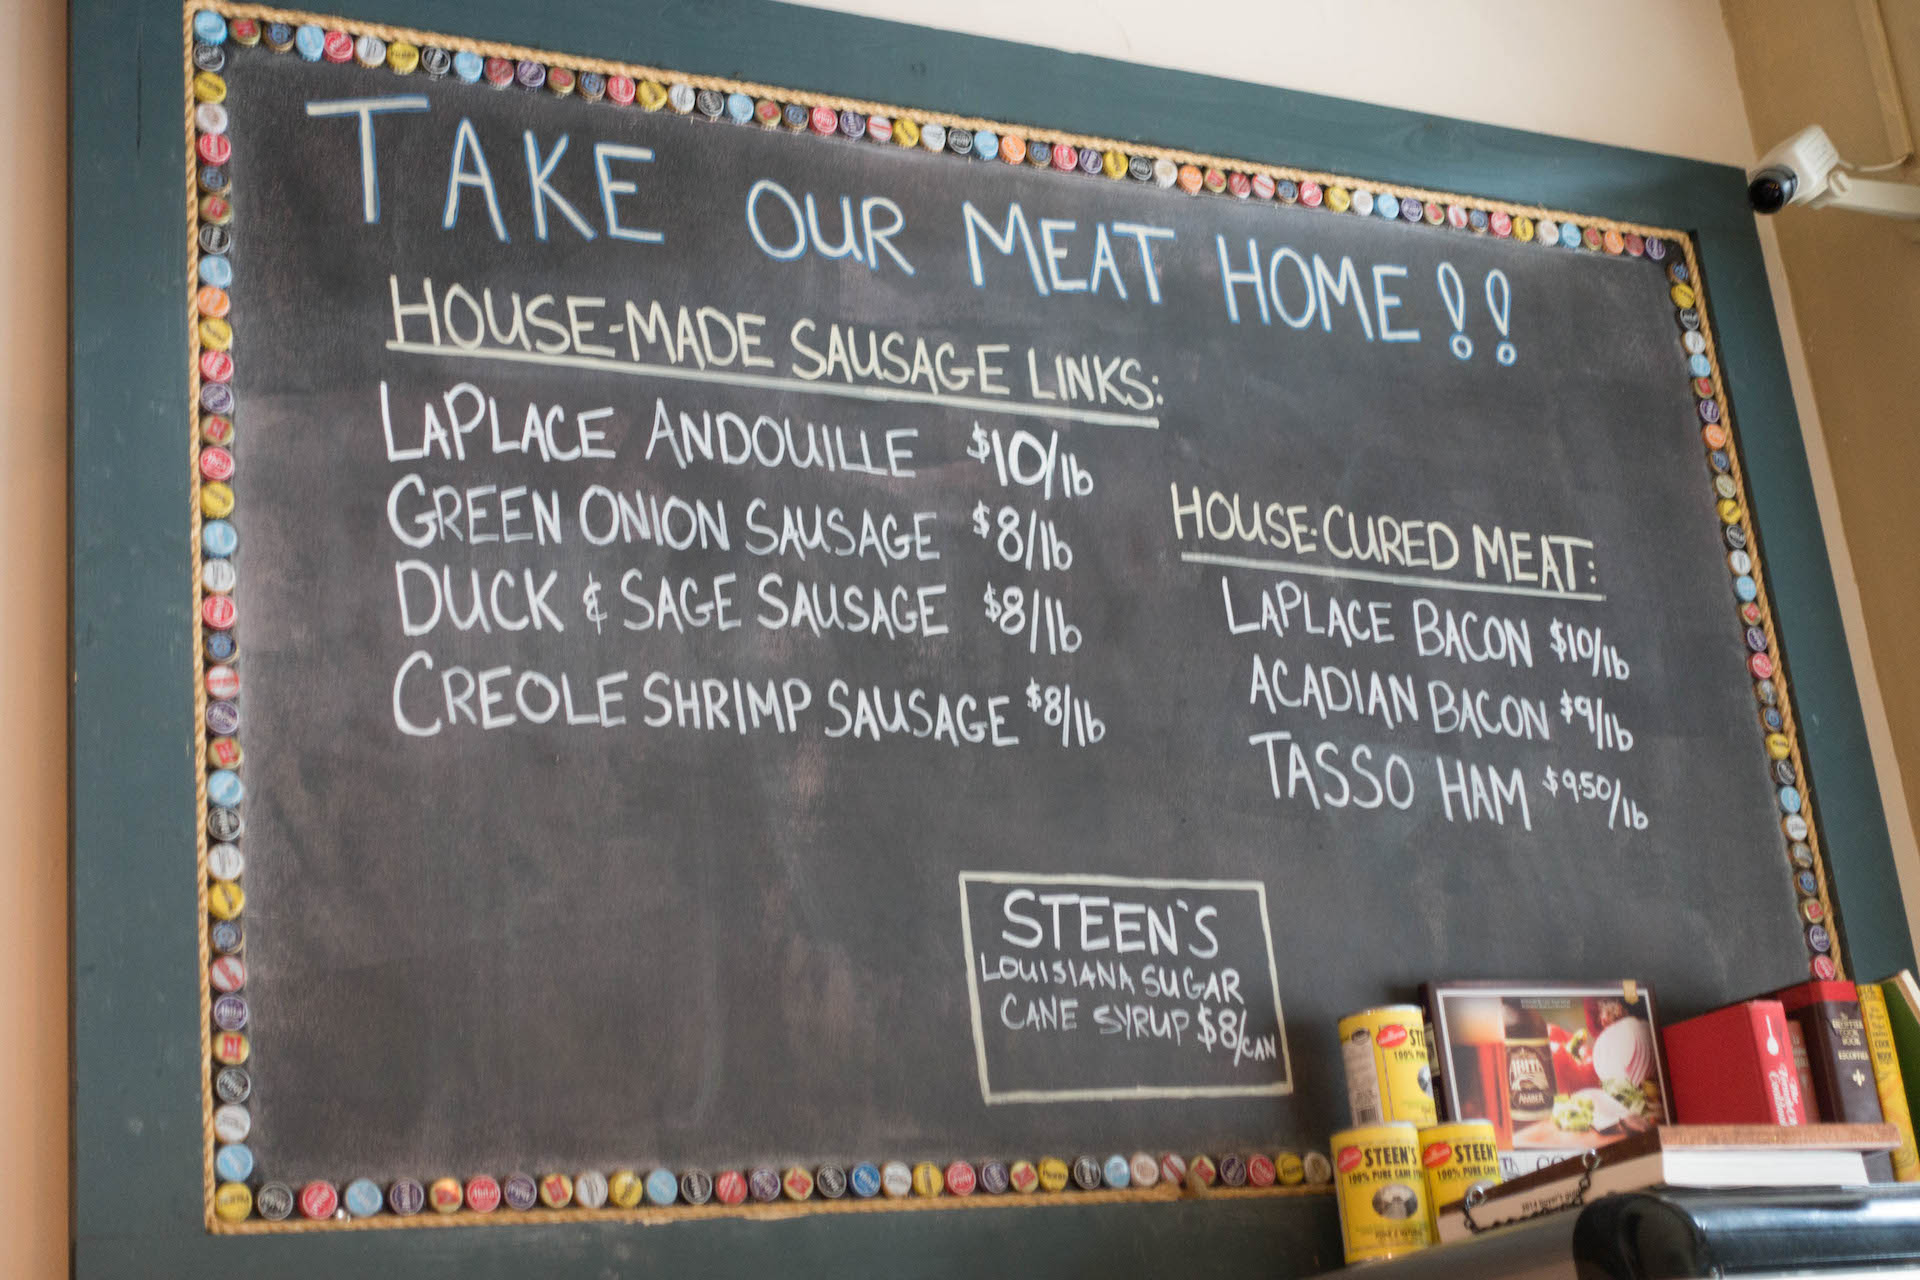 TAKE OUR MEAT HOME!!
HOUSE-MADE SAUSAGE LINKS:
LAPLACE ANDOUILLE $10/lb
GREEN ONION SAUSAGE $8/lb
DUCK & SAGE SAUSAGE $8/lb
CREOLE SHRIMP SAUSAGE $8/lb
HOUSE-CURED MEAT:
LAPLACE BACON $10/lb
ACADIAN BACON $9/lb
TASSO HAM $9.50/lb
STEEN'S
LOUISIANA SUGAR
CANE SYRUP $8/CAN
ABITA
AMBER
STEEN'S
100% PURE CANE
STEEN'S
100% PURE CANE